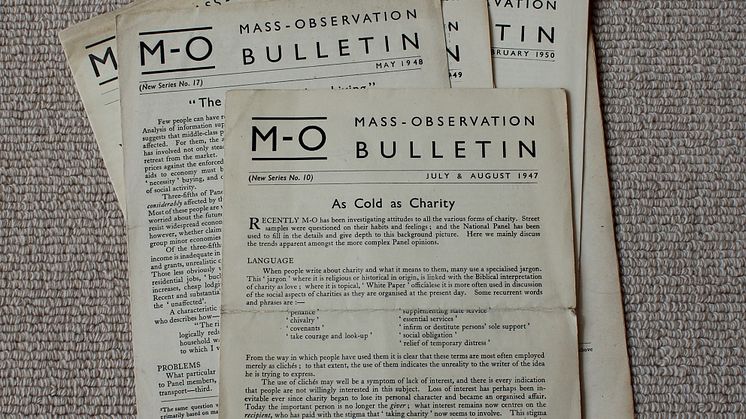 M-O
MASS-OBSERVATION
BULLETIN
MAY 1948
(New Series No. 17)
"The
Few people can have
Analysis of information
suggests that middle-class
affected. For them, the
has involved not only
retreat from the market.
prices against the enforced
aids to economy must
'necessity' buying, and
of social activity.
Three-fifths of
considerably affected by
Most of these people are
worried about the
resist widespread
however, whether
group minor economies
Of the three-fifths
income is inadequate
and grants, unrealistic
Those less obviously
residential jobs,
increases, cheap
Recent and substantial
the 'unaffected'.
A characteristic
who describes how—
"The
logically
household
to which I
PROBLEMS
What particular
to Panel members,
transport—third.
"The same question
primarily based on
949
BRUARY 1950
M-O
MASS-OBSERVATION
BULLETIN
(New Series No. 10)
JULY & AUGUST 1947
As Cold as Charity
RECENTLY M-O has been investigating attitudes to all the various forms of charity. Street
samples were questioned on their habits and feelings; and the National Panel has been
used to fill in the details and give depth to this background picture. Here we mainly discuss
the trends apparent amongst the more complex Panel opinions.
LANGUAGE
When people write about charity and what it means to them, many use a specialised jargon.
This 'jargon' where it is religious or historical in origin, is linked with the Biblical interpretation
of charity as love; where it is topical, 'White Paper' officialese it is more often used in discussion
of the social aspects of charities as they are organised at the present day. Some recurrent words
and phrases are :—
'penance'
'supplementing state service'
'chivalry'
'essential services'
'covenants'
'infirm or destitute persons' sole support'
'take courage and look-up'
'social obligation'
'relief of temporary distress'
From the way in which people have used them it is clear that these terms are most often employed
merely as clichés; to that extent, the use of them indicates the unreality to the writer of the idea
he is trying to express.
The use of clichés may well be a symptom of lack of interest, and there is every indication
that people are not willingly interested in this subject. Loss of interest has perhaps been in-
evitable ever since charity began to lose its personal character and became an organised affair.
Today the important person is no longer the giver; what interest remains now centres on the
recipient, who has paid with the stigma that 'taking charity' now seems to involve. This stigma